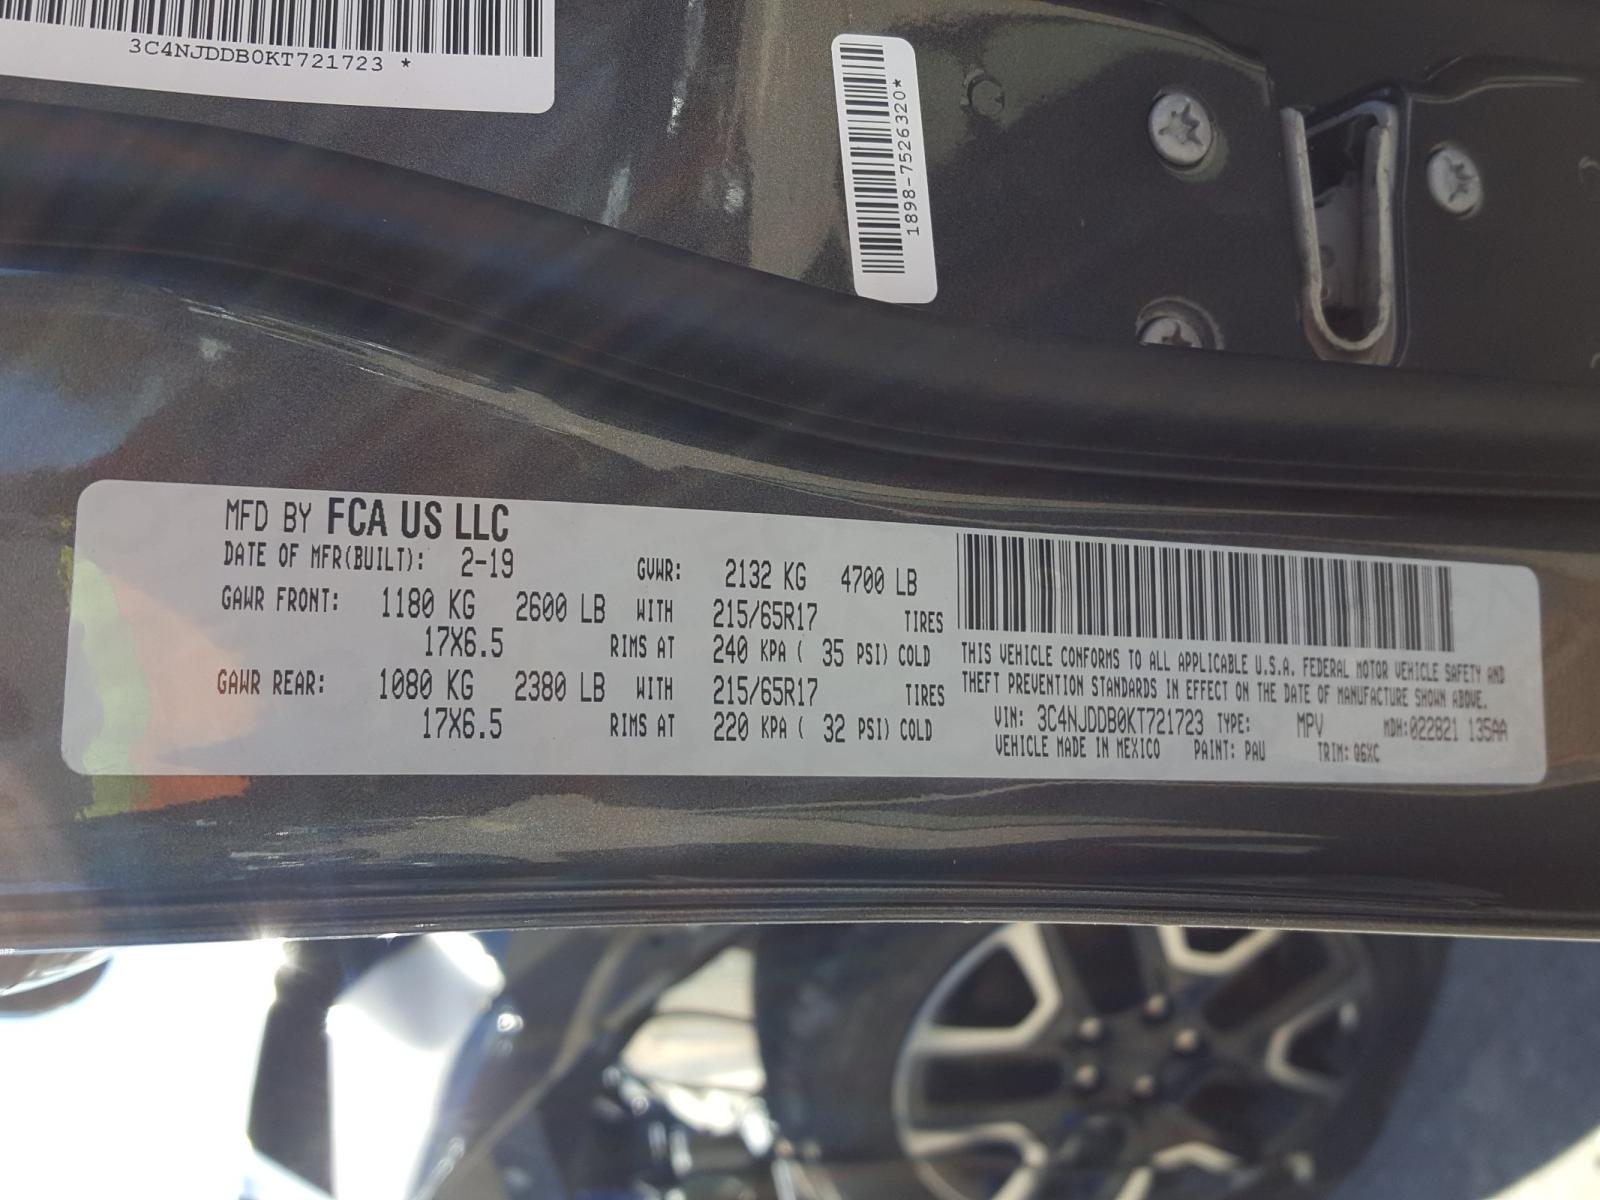 3C4NJDDB0KT721723 *
1898-7526320*
MFD BY FCA US LLC
DATE OF MFR(BUILT): 2-19 GVWR: 2132 KG 4700 LB
GAWR FRONT: 1180 KG 2600 LB WITH 215/65R17 TIRES
17X6.5 RIMS AT 240 KPA ( 35 PSI) COLD
GAWR REAR: 1080 KG 2380 LB WITH 215/65R17 TIRES
17X6.5 RIMS AT 220 KPA ( 32 PSI) COLD
THIS VEHICLE CONFORMS TO ALL APPLICABLE U.S.A. FEDERAL MOTOR VEHICLE SAFETY AND
THEFT PREVENTION STANDARDS IN EFFECT ON THE DATE OF MANUFACTURE SHOWN ABOVE.
VIN: 3C4NJDDB0KT721723 TYPE: MPV MDH:022821 135AA
VEHICLE MADE IN MEXICO PAINT: PAU TRIM: Q6XC